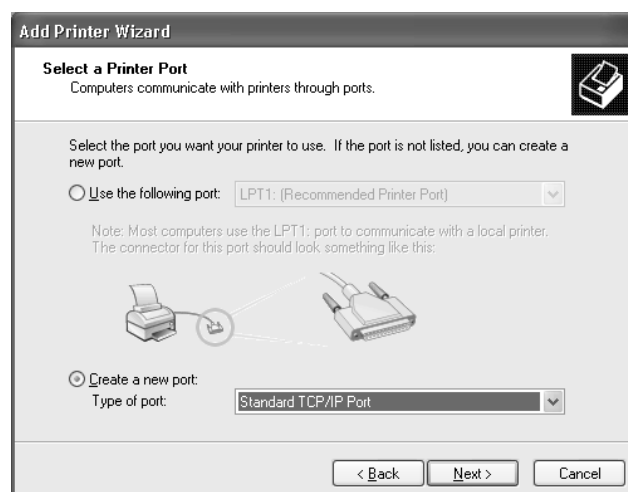 Add Printer Wizard
Select a Printer Port
Computers communicate with printers through ports.
Select the port you want your printer to use. If the port is not listed, you can create a
new port.
Use the following port: LPT1: (Recommended Printer Port)
Note: Most computers use the LPT1: port to communicate with a local printer.
The connector for this port should look something like this:
Create a new port:
Type of port: Standard TCP/IP Port
< Back Next > Cancel